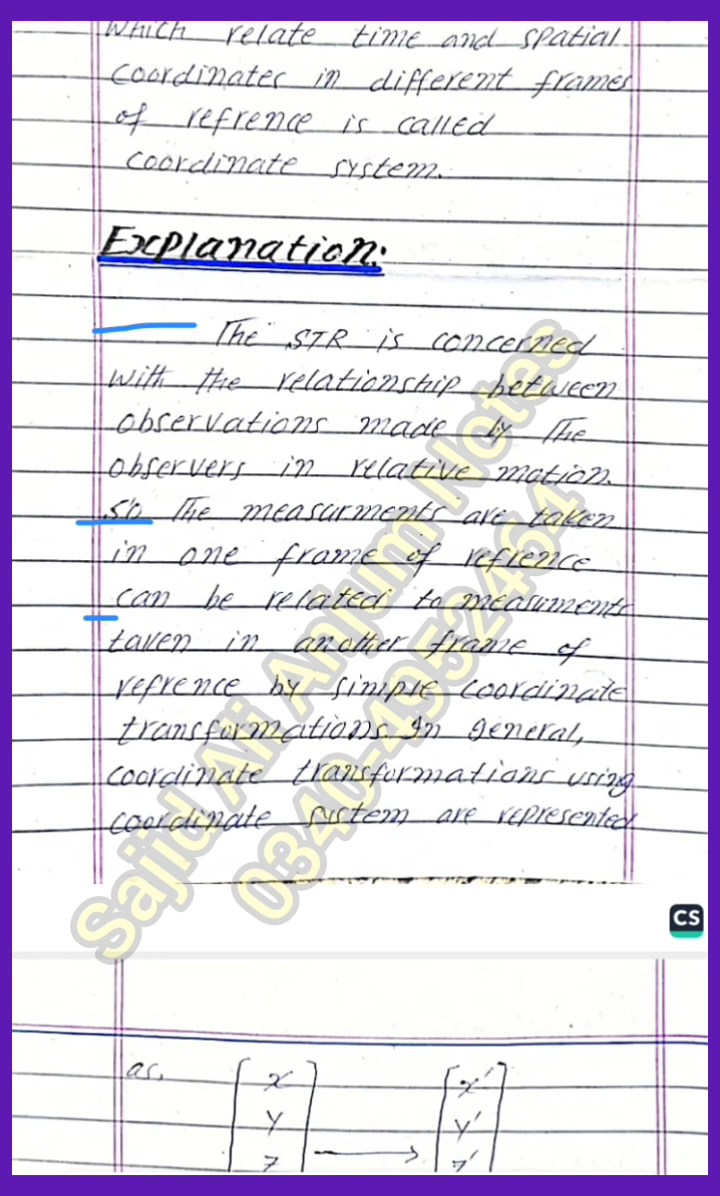 which relate time and spatial
coordinates in different frames
of refrence is called
coordinate system.
Explanation:
The STR is concerned
with the relationship between
observations made by the
observers in relative motion.
so the measurments are taken
in one frame of refrence
can be related to measuments
taken in another frame of
refrence by simple coordinate
transformations. In general,
coordinate transformations using
coordinate system are represented
Sajid Ali Anjum Notes
0340-4952464
CS
as,
x x'
y y'
z → z'